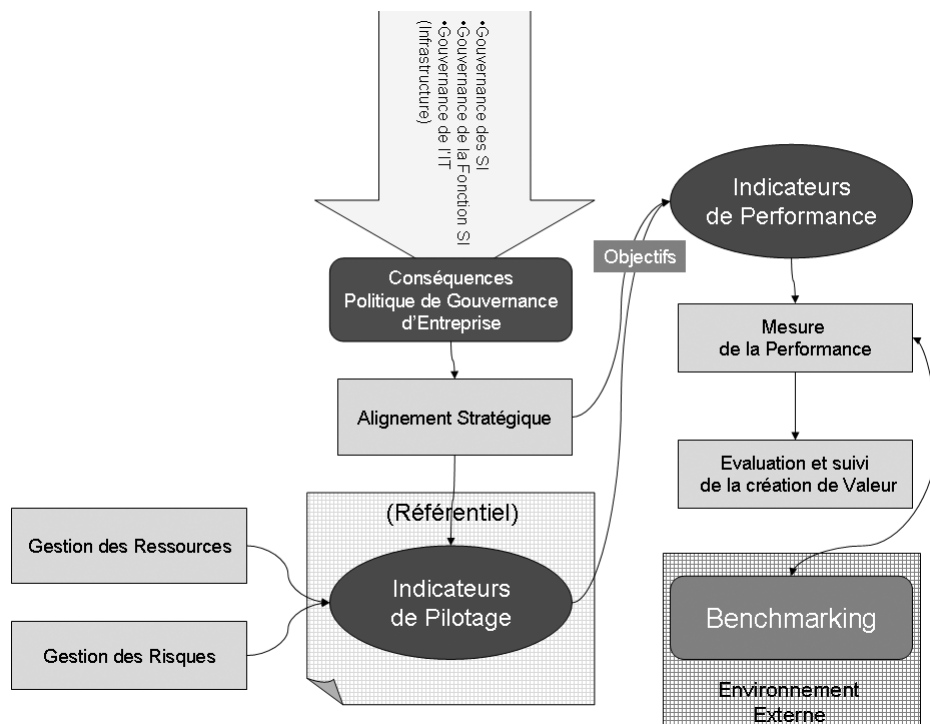 •Gouvernance des SI
•Gouvernance de la Fonction SI
•Gouvernance de l'IT
(Infrastructure)
Indicateurs
de Performance
Objectifs
Conséquences
Politique de Gouvernance
d'Entreprise
Mesure
de la Performance
Alignement Stratégique
Evaluation et suivi
de la création de Valeur
(Référentiel)
Gestion des Ressources
Indicateurs
de Pilotage
Gestion des Risques
Benchmarking
Environnement
Externe